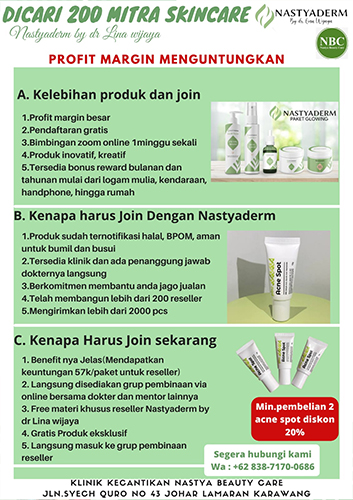 DICARI 200 MITRA SKINCARE
Nastyaderm by dr Lina wijaya
NASTYADERM
By dr. Lina Wijaya
NBC
PROFIT MARGIN MENGUNTUNGKAN
A. Kelebihan produk dan join
1.Profit margin besar
2.Pendaftaran gratis
3.Bimbingan zoom online 1minggu sekali
4.Produk inovatif, kreatif
5.Tersedia bonus reward bulanan dan
tahunan mulai dari logam mulia, kendaraan,
handphone, hingga rumah
NASTYADERM
PAKET GLOWING
B. Kenapa harus Join Dengan Nastyaderm
1.Produk sudah ternotifikasi halal, BPOM, aman
untuk bumil dan busui
2.Tersedia klinik dan ada penanggung jawab
dokternya langsung
3.Berkomitmen membantu anda jago jualan
4.Telah membangun lebih dari 200 reseller
5.Mengirimkan lebih dari 2000 pcs
Acne Spot
C. Kenapa Harus Join sekarang
1. Benefit nya Jelas(Mendapatkan
keuntungan 57k/paket untuk reseller)
2. Langsung disediakan grup pembinaan via
online bersama dokter dan mentor lainnya
3. Free materi khusus reseller Nastyaderm by
dr Lina wijaya
4. Gratis Produk eksklusif
5. Langsung masuk ke grup pembinaan
reseller
Acne Spot
Acne Spot
Acne Spot
Min.pembelian 2
acne spot diskon
20%
Segera hubungi kami
Wa : +62 838-7170-0686
KLINIK KECANTIKAN NASTYA BEAUTY CARE
JLN.SYECH QURO NO 43 JOHAR LAMARAN KARAWANG